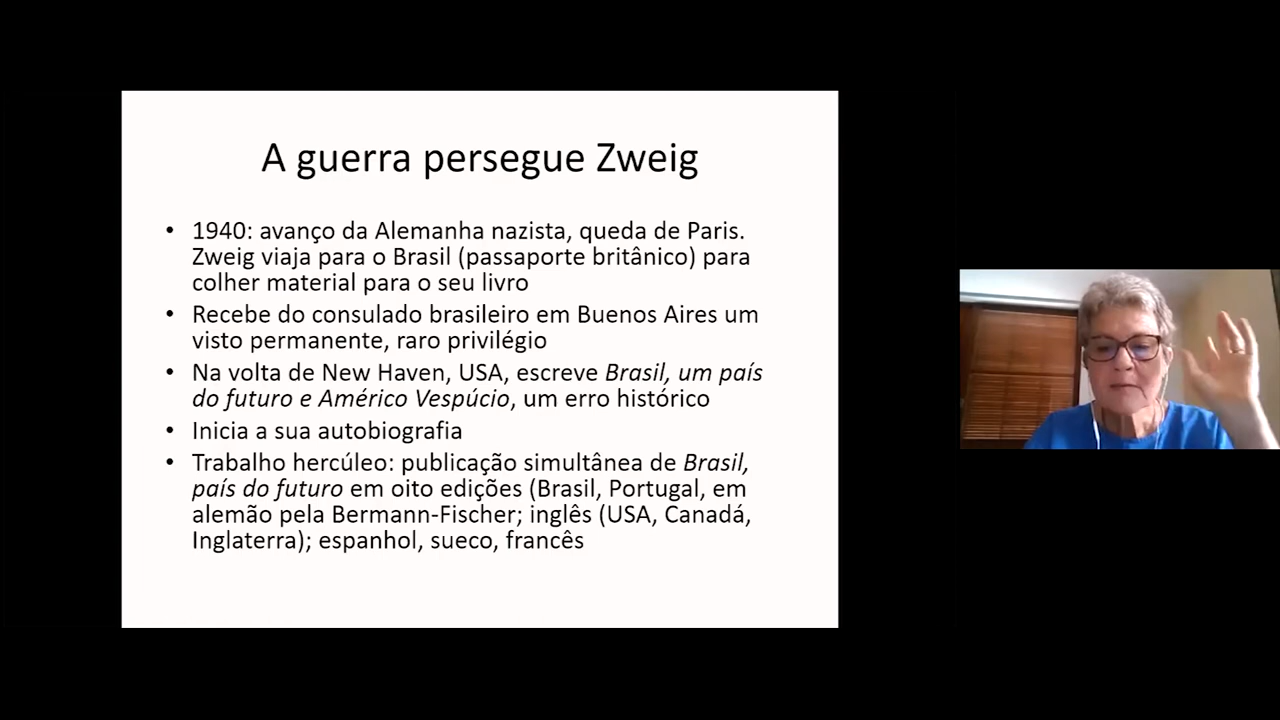 A guerra persegue Zweig
• 1940: avanço da Alemanha nazista, queda de Paris.
Zweig viaja para o Brasil (passaporte britânico) para
colher material para o seu livro
• Recebe do consulado brasileiro em Buenos Aires um
visto permanente, raro privilégio
• Na volta de New Haven, USA, escreve Brasil, um país
do futuro e Américo Vespúcio, um erro histórico
• Inicia a sua autobiografia
• Trabalho hercúleo: publicação simultânea de Brasil,
país do futuro em oito edições (Brasil, Portugal, em
alemão pela Bermann-Fischer; inglês (USA, Canadá,
Inglaterra); espanhol, sueco, francês